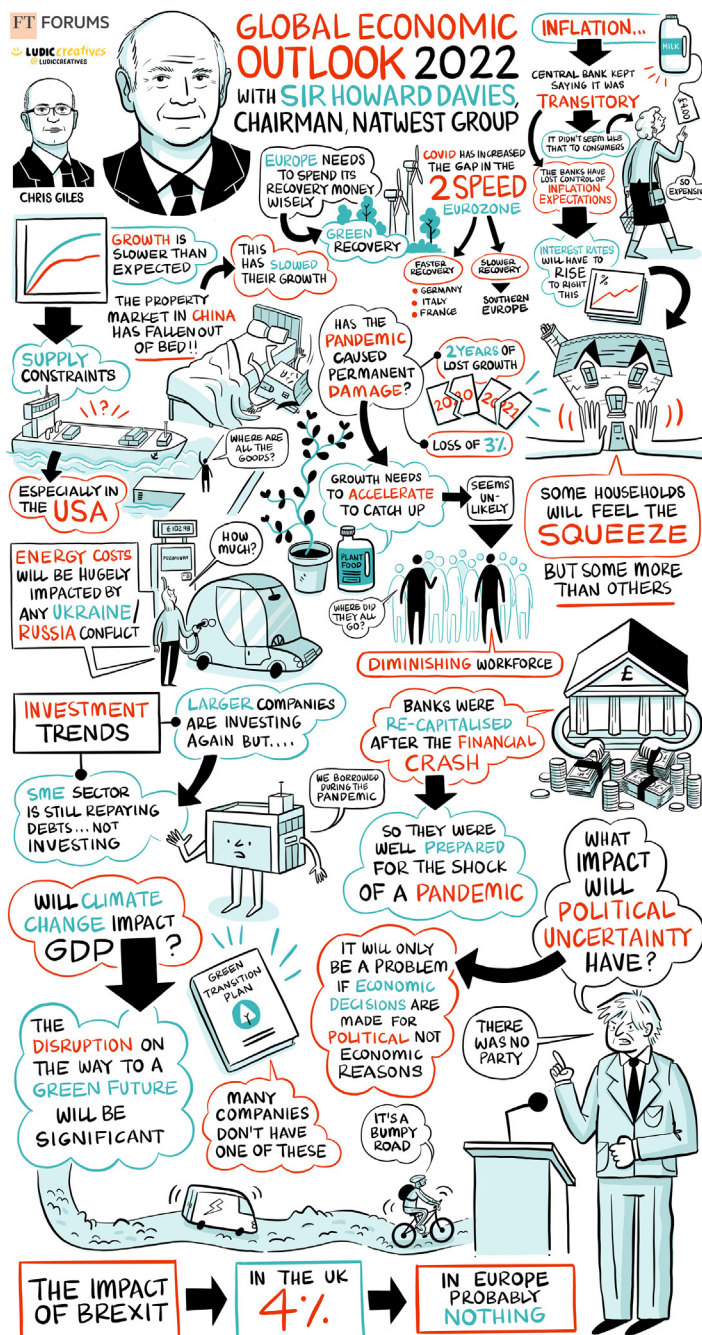 FT FORUMS
LUDICcreatives
@LUDICCREATIVES
CHRIS GILES
GLOBAL ECONOMIC
OUTLOOK 2022
WITH SIR HOWARD DAVIES,
CHAIRMAN, NATWEST GROUP
INFLATION...
MILK
£9.00
CENTRAL BANK KEPT
SAYING IT WAS
TRANSITORY
IT DIDN'T SEEM LIKE
THAT TO CONSUMERS
THE BANKS HAVE
LOST CONTROL OF
INFLATION
EXPECTATIONS
SO
EXPENSIVE
INTEREST RATES
WILL HAVE TO
RISE
TO RIGHT
THIS
%
EUROPE NEEDS
TO SPEND ITS
RECOVERY MONEY
WISELY
GREEN
RECOVERY
COVID HAS INCREASED
THE GAP IN THE
2 SPEED
EUROZONE
FASTER
RECOVERY
GERMANY
ITALY
FRANCE
SLOWER
RECOVERY
SOUTHERN
EUROPE
GROWTH IS
SLOWER THAN
EXPECTED
THIS
HAS SLOWED
THEIR GROWTH
THE PROPERTY
MARKET IN CHINA
HAS FALLEN OUT
OF BED!!
SUPPLY
CONSTRAINTS
\\?//
WHERE ARE
ALL THE
GOODS?
ESPECIALLY IN
THE USA
HAS THE
PANDEMIC
CAUSED
PERMANENT
DAMAGE?
2 YEARS OF
LOST GROWTH
2020
2021
LOSS OF 3%
GROWTH NEEDS
TO ACCELERATE
TO CATCH UP
SEEMS
UN-
LIKELY
PLANT
FOOD
WHERE DID
THEY ALL
GO?
DIMINISHING WORKFORCE
SOME HOUSEHOLDS
WILL FEEL THE
SQUEEZE
BUT SOME MORE
THAN OTHERS
ENERGY COSTS
WILL BE HUGELY
IMPACTED BY
ANY UKRAINE/
RUSSIA CONFLICT
£102.98
PREMIUM
HOW
MUCH?
INVESTMENT
TRENDS
LARGER COMPANIES
ARE INVESTING
AGAIN BUT....
SME SECTOR
IS STILL REPAYING
DEBTS... NOT
INVESTING
WE BORROWED
DURING THE
PANDEMIC
BANKS WERE
RE-CAPITALISED
AFTER THE FINANCIAL
CRASH
£
SO THEY WERE
WELL PREPARED
FOR THE SHOCK
OF A PANDEMIC
WHAT
IMPACT
WILL
POLITICAL
UNCERTAINTY
HAVE?
IT WILL ONLY
BE A PROBLEM
IF ECONOMIC
DECISIONS ARE
MADE FOR
POLITICAL NOT
ECONOMIC
REASONS
THERE
WAS NO
PARTY
WILL CLIMATE
CHANGE IMPACT
GDP ?
THE
DISRUPTION ON
THE WAY TO A
GREEN FUTURE
WILL BE
SIGNIFICANT
GREEN
TRANSITION
PLAN
MANY
COMPANIES
DON'T HAVE
ONE OF THESE
IT'S A
BUMPY
ROAD
THE IMPACT
OF BREXIT
IN THE UK
4%
IN EUROPE
PROBABLY
NOTHING